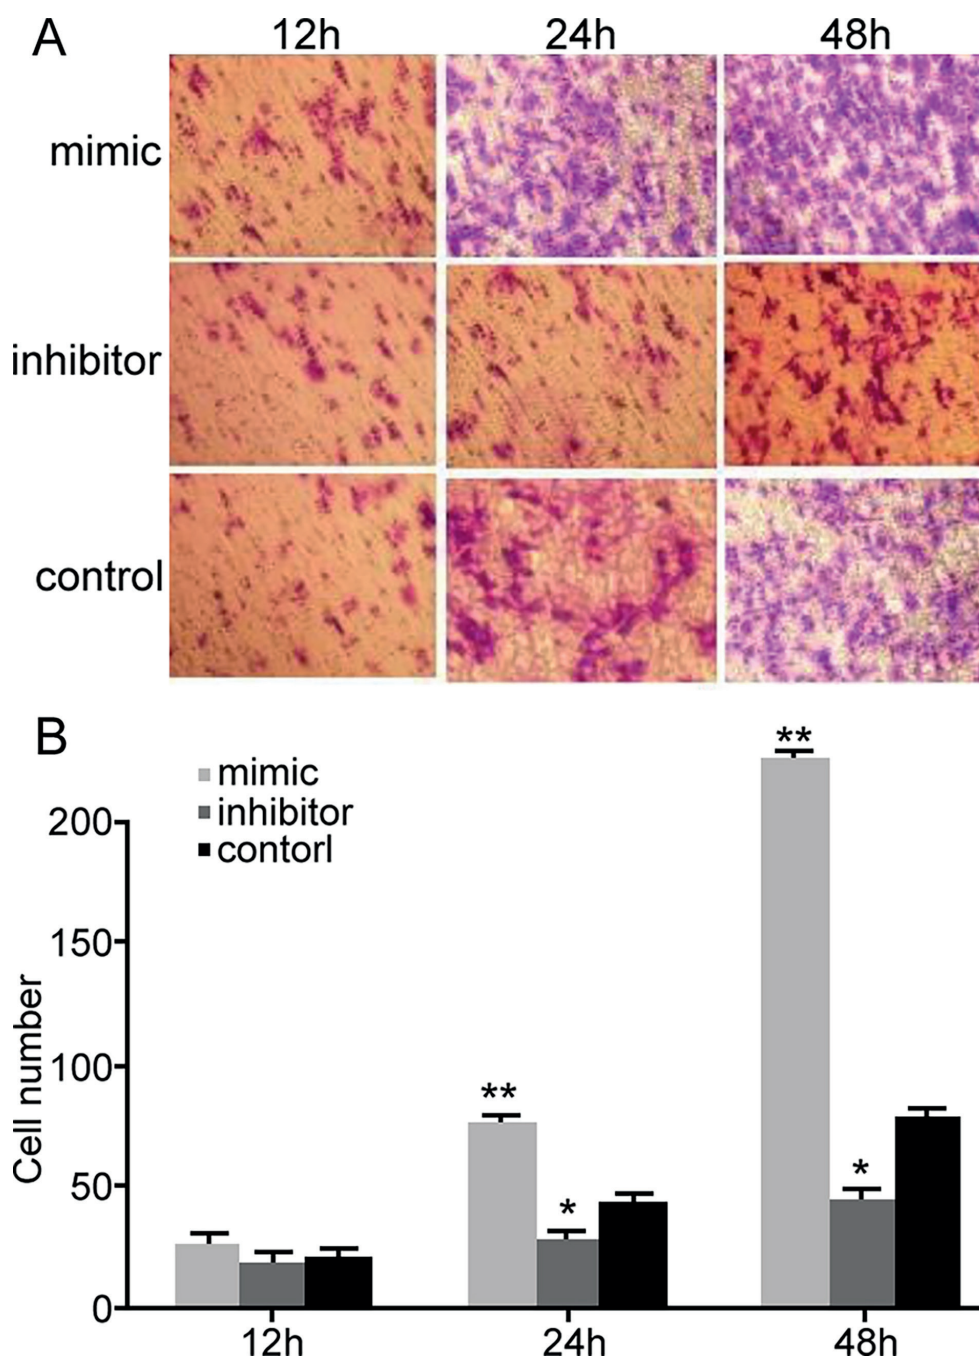 A
12h 24h 48h
mimic
inhibitor
control
B
**
mimic
inhibitor
contorl
200
150
100
50
0
Cell number
**
*
*
12h 24h 48h